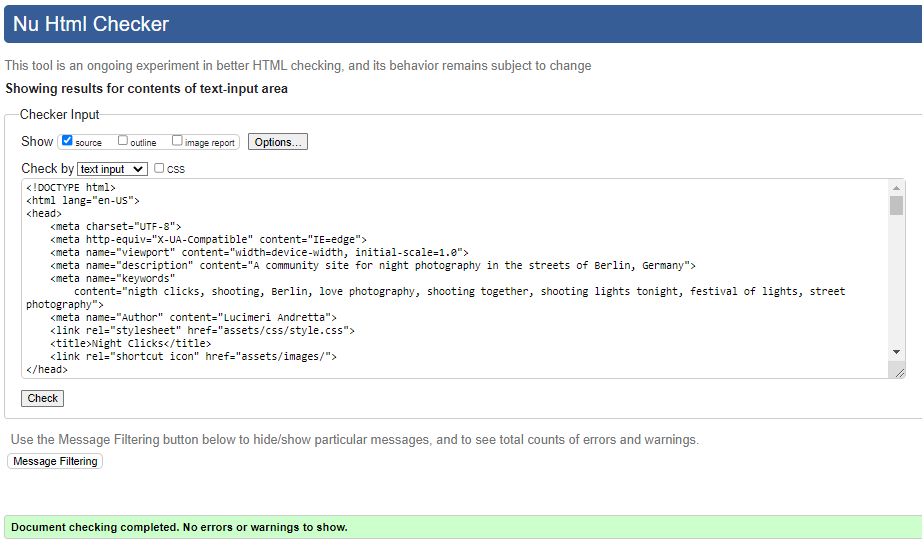 Nu Html Checker
This tool is an ongoing experiment in better HTML checking, and its behavior remains subject to change
Showing results for contents of text-input area
Checker Input
Show source outline image report Options...
Check by text input CSS
<!DOCTYPE html>
<html lang="en-US">
<head>
    <meta charset="UTF-8">
    <meta http-equiv="X-UA-Compatible" content="IE=edge">
    <meta name="viewport" content="width=device-width, initial-scale=1.0">
    <meta name="description" content="A community site for night photography in the streets of Berlin, Germany">
    <meta name="keywords"
        content="nigth clicks, shooting, Berlin, love photography, shooting together, shooting lights tonight, festival of lights, street
photography">
    <meta name="Author" content="Lucimeri Andretta">
    <link rel="stylesheet" href="assets/css/style.css">
    <title>Night Clicks</title>
    <link rel="shortcut icon" href="assets/images/">
</head>
Check
Use the Message Filtering button below to hide/show particular messages, and to see total counts of errors and warnings.
Message Filtering
Document checking completed. No errors or warnings to show.